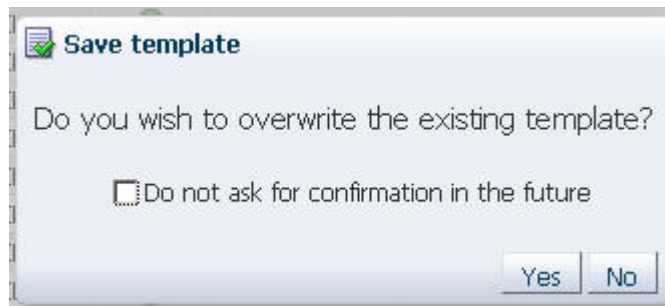 Save template
Do you wish to overwrite the existing template?
Do not ask for confirmation in the future
Yes No